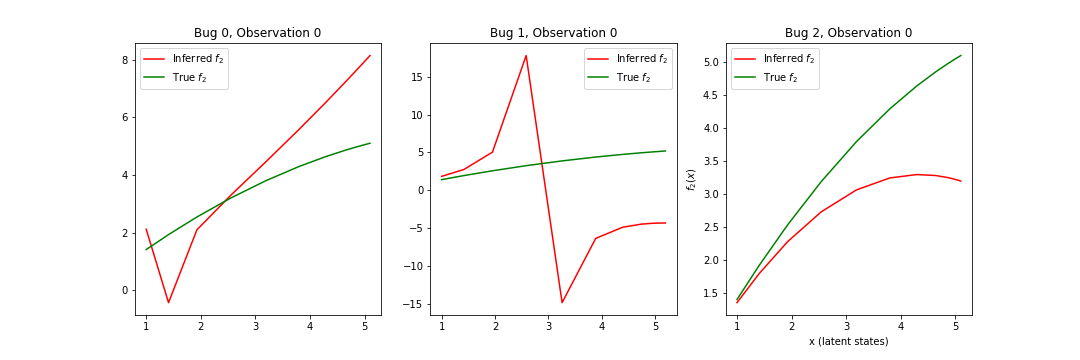 Bug 0, Observation 0
Inferred f₂
True f₂
8
6
4
2
0
1 2 3 4 5
Bug 1, Observation 0
Inferred f₂
True f₂
15
10
5
0
−5
−10
−15
1 2 3 4 5
Bug 2, Observation 0
Inferred f₂
True f₂
5.0
4.5
4.0
3.5
3.0
2.5
2.0
1.5
f₂(x)
1 2 3 4 5
x (latent states)